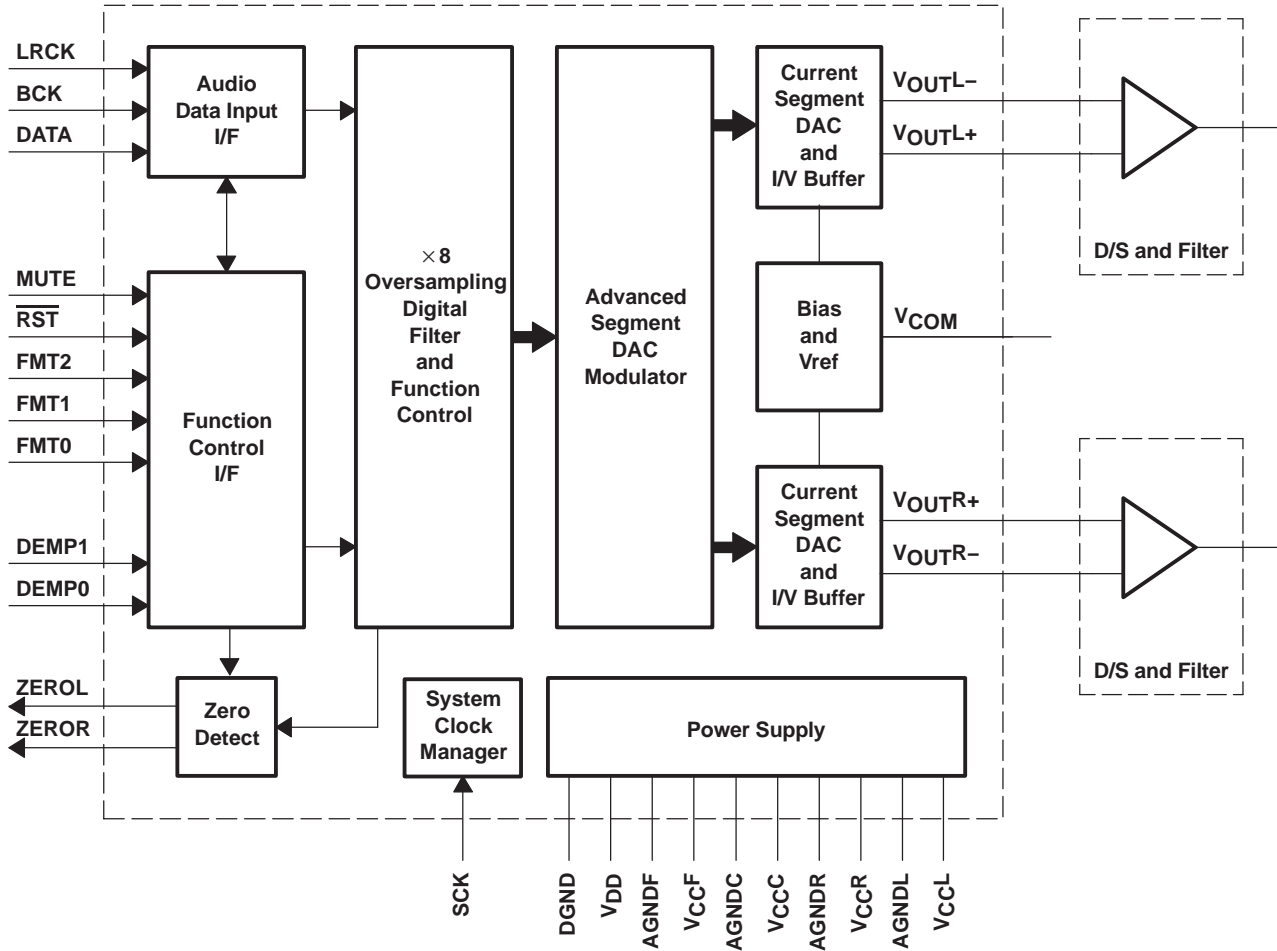 LRCK
BCK
DATA
Audio
Data Input
I/F
MUTE
RST
FMT2
FMT1
FMT0
DEMP1
DEMP0
Function
Control
I/F
×8
Oversampling
Digital
Filter
and
Function
Control
Advanced
Segment
DAC
Modulator
Current
Segment
DAC
and
I/V Buffer
VOUTL−
VOUTL+
D/S and Filter
Bias
and
Vref
VCOM
Current
Segment
DAC
and
I/V Buffer
VOUTR+
VOUTR−
D/S and Filter
ZEROL
ZEROR
Zero
Detect
System
Clock
Manager
Power Supply
SCK
DGND
VDD
AGNDF
VCCF
AGNDC
VCCC
AGNDR
VCCR
AGNDL
VCCL